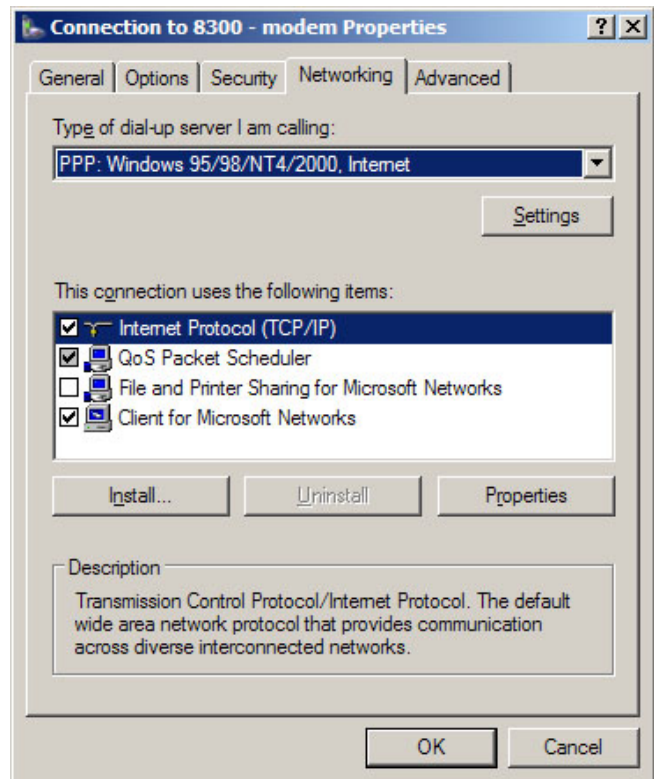 Connection to 8300 - modem Properties
General Options Security Networking Advanced
Type of dial-up server I am calling:
PPP: Windows 95/98/NT4/2000, Internet
Settings
This connection uses the following items:
Internet Protocol (TCP/IP)
QoS Packet Scheduler
File and Printer Sharing for Microsoft Networks
Client for Microsoft Networks
Install... Uninstall Properties
Description
Transmission Control Protocol/Internet Protocol. The default
wide area network protocol that provides communication
across diverse interconnected networks.
OK Cancel